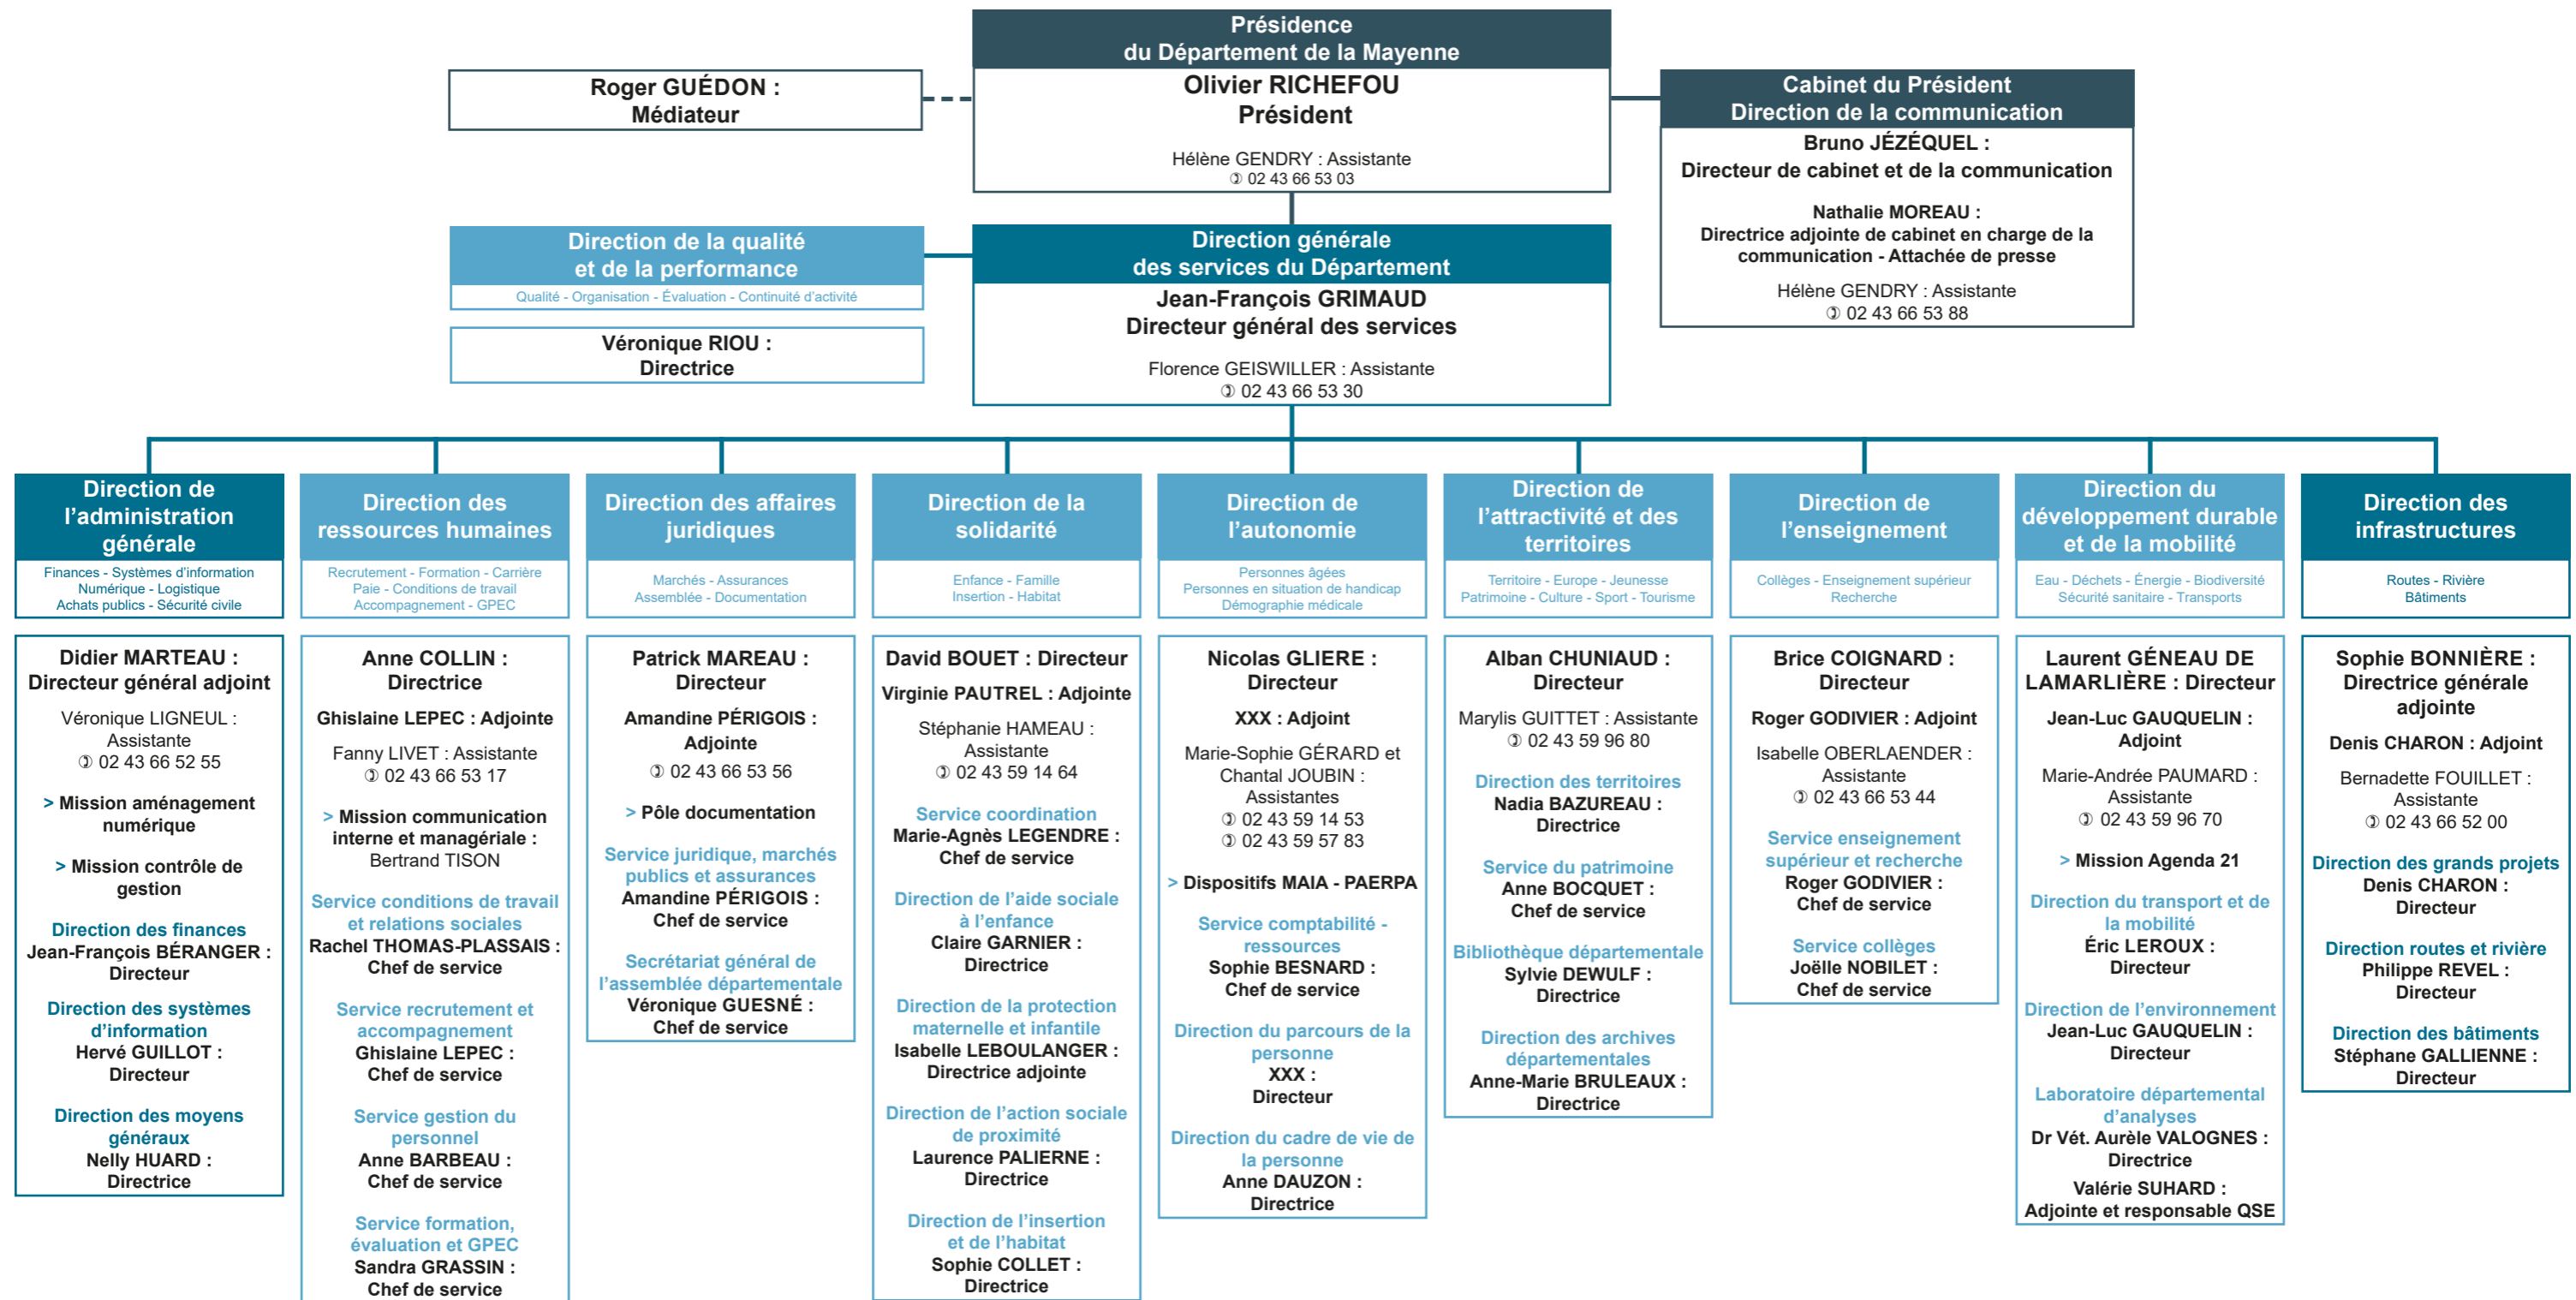 Présidence
du Département de la Mayenne
Olivier RICHEFOU
Président
Hélène GENDRY : Assistante
✆ 02 43 66 53 03
Roger GUÉDON :
Médiateur
Cabinet du Président
Direction de la communication
Bruno JÉZÉQUEL :
Directeur de cabinet et de la communication
Nathalie MOREAU :
Directrice adjointe de cabinet en charge de la
communication - Attachée de presse
Hélène GENDRY : Assistante
✆ 02 43 66 53 88
Direction de la qualité
et de la performance
Qualité - Organisation - Évaluation - Continuité d’activité
Véronique RIOU :
Directrice
Direction générale
des services du Département
Jean-François GRIMAUD
Directeur général des services
Florence GEISWILLER : Assistante
✆ 02 43 66 53 30
Direction de
l’administration
générale
Finances - Systèmes d’information
Numérique - Logistique
Achats publics - Sécurité civile
Didier MARTEAU :
Directeur général adjoint
Véronique LIGNEUL :
Assistante
✆ 02 43 66 52 55
> Mission aménagement
numérique
> Mission contrôle de
gestion
Direction des finances
Jean-François BÉRANGER :
Directeur
Direction des systèmes
d’information
Hervé GUILLOT :
Directeur
Direction des moyens
généraux
Nelly HUARD :
Directrice
Direction des
ressources humaines
Recrutement - Formation - Carrière
Paie - Conditions de travail
Accompagnement - GPEC
Anne COLLIN :
Directrice
Ghislaine LEPEC : Adjointe
Fanny LIVET : Assistante
✆ 02 43 66 53 17
> Mission communication
interne et managériale :
Bertrand TISON
Service conditions de travail
et relations sociales
Rachel THOMAS-PLASSAIS :
Chef de service
Service recrutement et
accompagnement
Ghislaine LEPEC :
Chef de service
Service gestion du
personnel
Anne BARBEAU :
Chef de service
Service formation,
évaluation et GPEC
Sandra GRASSIN :
Chef de service
Direction des affaires
juridiques
Marchés - Assurances
Assemblée - Documentation
Patrick MAREAU :
Directeur
Amandine PÉRIGOIS :
Adjointe
✆ 02 43 66 53 56
> Pôle documentation
Service juridique, marchés
publics et assurances
Amandine PÉRIGOIS :
Chef de service
Secrétariat général de
l’assemblée départementale
Véronique GUESNÉ :
Chef de service
Direction de la
solidarité
Enfance - Famille
Insertion - Habitat
David BOUET : Directeur
Virginie PAUTREL : Adjointe
Stéphanie HAMEAU :
Assistante
✆ 02 43 59 14 64
Service coordination
Marie-Agnès LEGENDRE :
Chef de service
Direction de l’aide sociale
à l’enfance
Claire GARNIER :
Directrice
Direction de la protection
maternelle et infantile
Isabelle LEBOULANGER :
Directrice adjointe
Direction de l’action sociale
de proximité
Laurence PALIERNE :
Directrice
Direction de l’insertion
et de l’habitat
Sophie COLLET :
Directrice
Direction de
l’autonomie
Personnes âgées
Personnes en situation de handicap
Démographie médicale
Nicolas GLIERE :
Directeur
XXX : Adjoint
Marie-Sophie GÉRARD et
Chantal JOUBIN :
Assistantes
✆ 02 43 59 14 53
✆ 02 43 59 57 83
> Dispositifs MAIA - PAERPA
Service comptabilité -
ressources
Sophie BESNARD :
Chef de service
Direction du parcours de la
personne
XXX :
Directeur
Direction du cadre de vie de
la personne
Anne DAUZON :
Directrice
Direction de
l’attractivité et des
territoires
Territoire - Europe - Jeunesse
Patrimoine - Culture - Sport - Tourisme
Alban CHUNIAUD :
Directeur
Marylis GUITTET : Assistante
✆ 02 43 59 96 80
Direction des territoires
Nadia BAZUREAU :
Directrice
Service du patrimoine
Anne BOCQUET :
Chef de service
Bibliothèque départementale
Sylvie DEWULF :
Directrice
Direction des archives
départementales
Anne-Marie BRULEAUX :
Directrice
Direction de
l’enseignement
Collèges - Enseignement supérieur
Recherche
Brice COIGNARD :
Directeur
Roger GODIVIER : Adjoint
Isabelle OBERLAENDER :
Assistante
✆ 02 43 66 53 44
Service enseignement
supérieur et recherche
Roger GODIVIER :
Chef de service
Service collèges
Joëlle NOBILET :
Chef de service
Direction du
développement durable
et de la mobilité
Eau - Déchets - Énergie - Biodiversité
Sécurité sanitaire - Transports
Laurent GÉNEAU DE
LAMARLIÈRE : Directeur
Jean-Luc GAUQUELIN :
Adjoint
Marie-Andrée PAUMARD :
Assistante
✆ 02 43 59 96 70
> Mission Agenda 21
Direction du transport et de
la mobilité
Éric LEROUX :
Directeur
Direction de l’environnement
Jean-Luc GAUQUELIN :
Directeur
Laboratoire départemental
d’analyses
Dr Vét. Aurèle VALOGNES :
Directrice
Valérie SUHARD :
Adjointe et responsable QSE
Direction des
infrastructures
Routes - Rivière
Bâtiments
Sophie BONNIÈRE :
Directrice générale
adjointe
Denis CHARON : Adjoint
Bernadette FOUILLET :
Assistante
✆ 02 43 66 52 00
Direction des grands projets
Denis CHARON :
Directeur
Direction routes et rivière
Philippe REVEL :
Directeur
Direction des bâtiments
Stéphane GALLIENNE :
Directeur